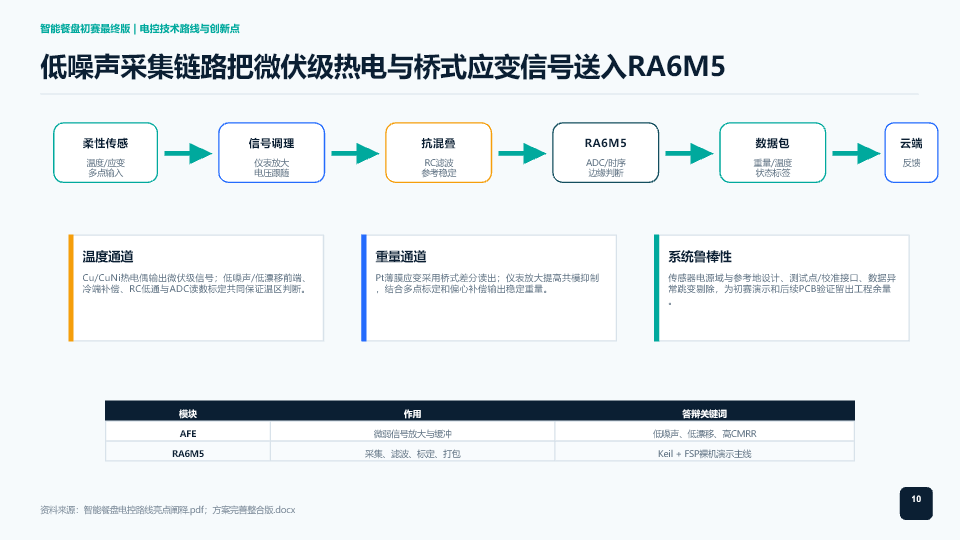 智能餐盘初赛最终版 | 电控技术路线与创新点
低噪声采集链路把微伏级热电与桥式应变信号送入RA6M5
柔性传感
温度/应变
多点输入
信号调理
仪表放大
电压跟随
抗混叠
RC滤波
参考稳定
RA6M5
ADC/时序
边缘判断
数据包
重量/温度
状态标签
云端
反馈
温度通道
Cu/CuNi热电偶输出微伏级信号；低噪声/低漂移前端、
冷端补偿、RC低通与ADC读数标定共同保证温区判断。
重量通道
Pt薄膜应变采用桥式差分读出；仪表放大提高共模抑制
，结合多点标定和偏心补偿输出稳定重量。
系统鲁棒性
传感器电源域与参考地设计、测试点/校准接口、数据异
常跳变剔除，为初赛演示和后续PCB验证留出工程余量
。
模块 作用 答辩关键词
AFE 微弱信号放大与缓冲 低噪声、低漂移、高CMRR
RA6M5 采集、滤波、标定、打包 Keil + FSP裸机演示主线
资料来源：智能餐盘电控路线亮点阐释.pdf；方案完善整合版.docx
10